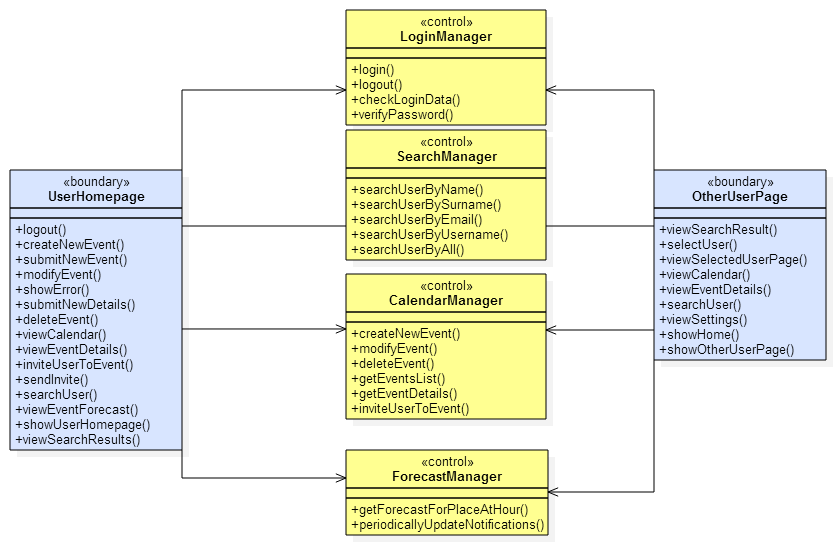 «control»
LoginManager
+login()
+logout()
+checkLoginData()
+verifyPassword()
«control»
SearchManager
+searchUserByName()
+searchUserBySurname()
+searchUserByEmail()
+searchUserByUsername()
+searchUserByAll()
«boundary»
UserHomepage
+logout()
+createNewEvent()
+submitNewEvent()
+modifyEvent()
+showError()
+submitNewDetails()
+deleteEvent()
+viewCalendar()
+viewEventDetails()
+inviteUserToEvent()
+sendInvite()
+searchUser()
+viewEventForecast()
+showUserHomepage()
+viewSearchResults()
«boundary»
OtherUserPage
+viewSearchResult()
+selectUser()
+viewSelectedUserPage()
+viewCalendar()
+viewEventDetails()
+searchUser()
+viewSettings()
+showHome()
+showOtherUserPage()
«control»
CalendarManager
+createNewEvent()
+modifyEvent()
+deleteEvent()
+getEventsList()
+getEventDetails()
+inviteUserToEvent()
«control»
ForecastManager
+getForecastForPlaceAtHour()
+periodicallyUpdateNotifications()